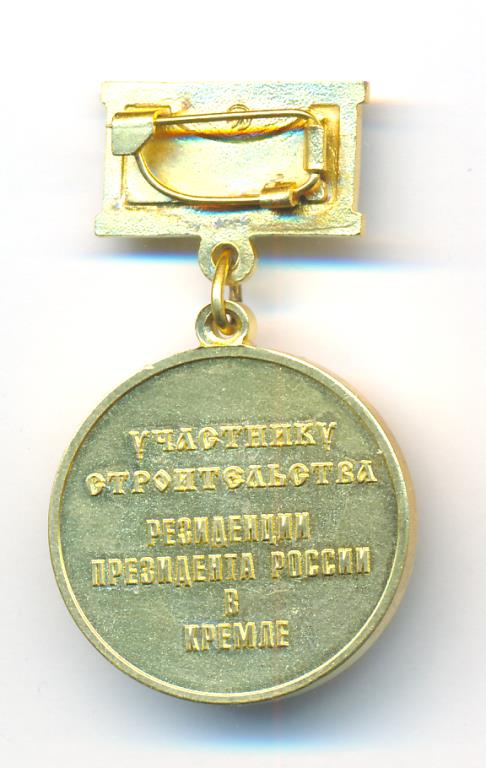 УЧАСТНИКУ
СТРОИТЕЛЬСТВА
РЕЗИДЕНЦИИ
ПРЕЗИДЕНТА РОССИИ
В
КРЕМЛЕ